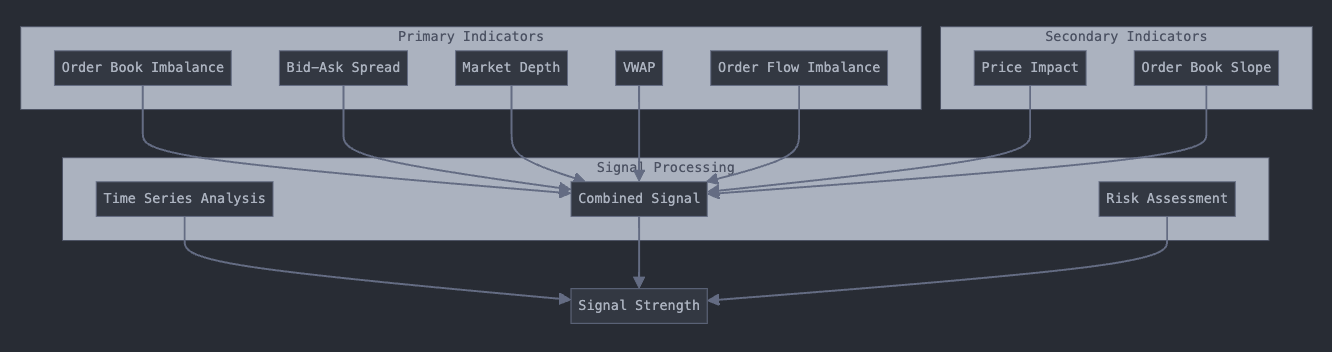 Primary Indicators
Secondary Indicators
Order Book Imbalance
Bid-Ask Spread
Market Depth
VWAP
Order Flow Imbalance
Price Impact
Order Book Slope
Signal Processing
Time Series Analysis
Combined Signal
Risk Assessment
Signal Strength